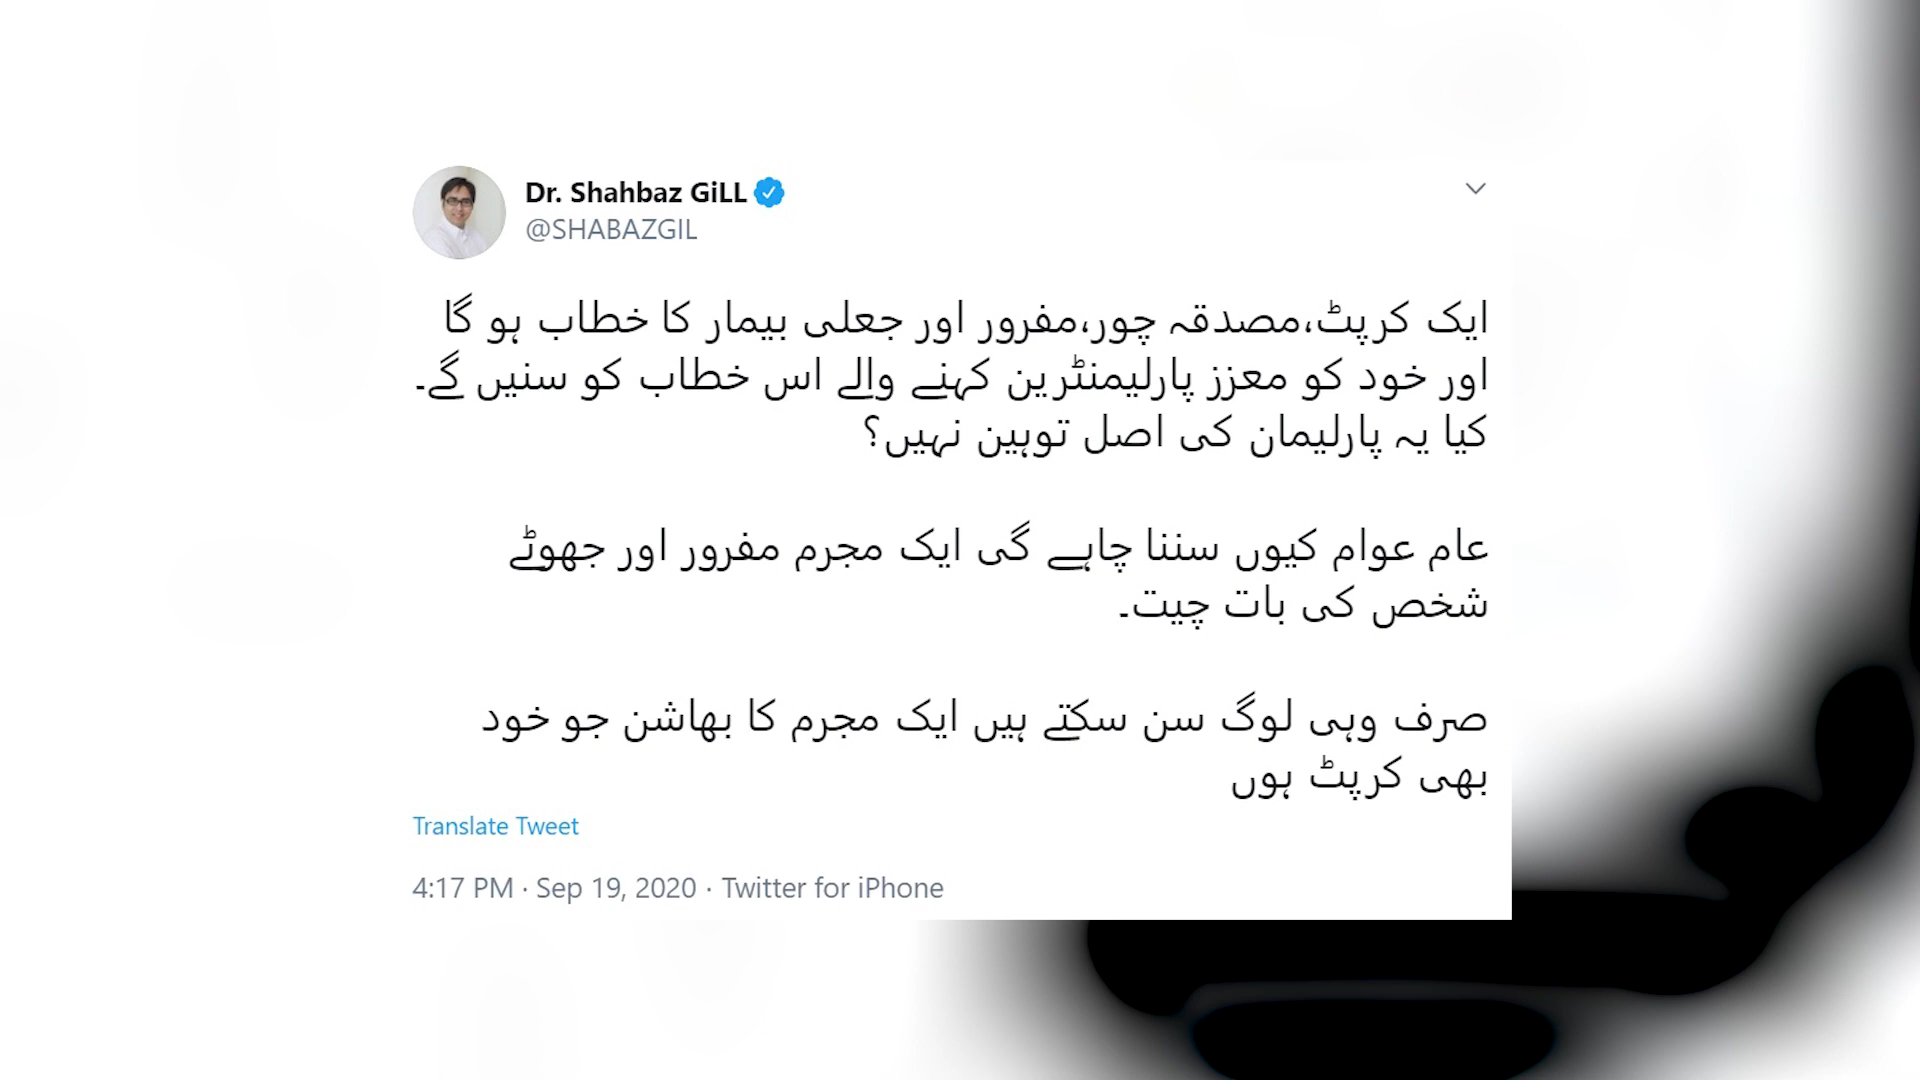 Dr. Shahbaz GiLL
@SHABAZGIL
ایک کرپٹ،مصدقہ چور،مفرور اور جعلی بیمار کا خطاب ہو گا
اور خود کو معزز پارلیمنٹرین کہنے والے اس خطاب کو سنیں گے۔
کیا یہ پارلیمان کی اصل توہین نہیں؟
عام عوام کیوں سننا چاہے گی ایک مجرم مفرور اور جھوٹے
شخص کی بات چیت۔
صرف وہی لوگ سن سکتے ہیں ایک مجرم کا بھاشن جو خود
بھی کرپٹ ہوں
Translate Tweet
4:17 PM · Sep 19, 2020 · Twitter for iPhone